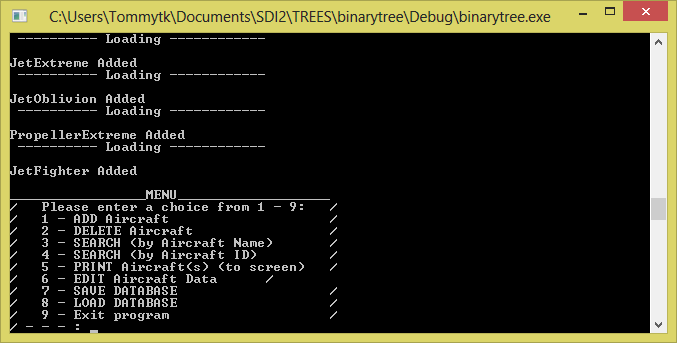 C:\Users\Tommytk\Documents\SDI2\TREES\binarytree\Debug\binarytree.exe
---------- Loading ------------
JetExtreme Added
---------- Loading ------------
JetOblivion Added
---------- Loading ------------
PropellerExtreme Added
---------- Loading ------------
JetFighter Added
_________________MENU___________________
/   Please enter a choice from 1 - 9:   /
/   1 - ADD Aircraft                    /
/   2 - DELETE Aircraft                 /
/   3 - SEARCH (by Aircraft Name)       /
/   4 - SEARCH (by Aircraft ID)         /
/   5 - PRINT Aircraft(s) (to screen)   /
/   6 - EDIT Aircraft Data      /
/   7 - SAVE DATABASE                   /
/   8 - LOAD DATABASE                   /
/   9 - Exit program                    /
/ - - - : _